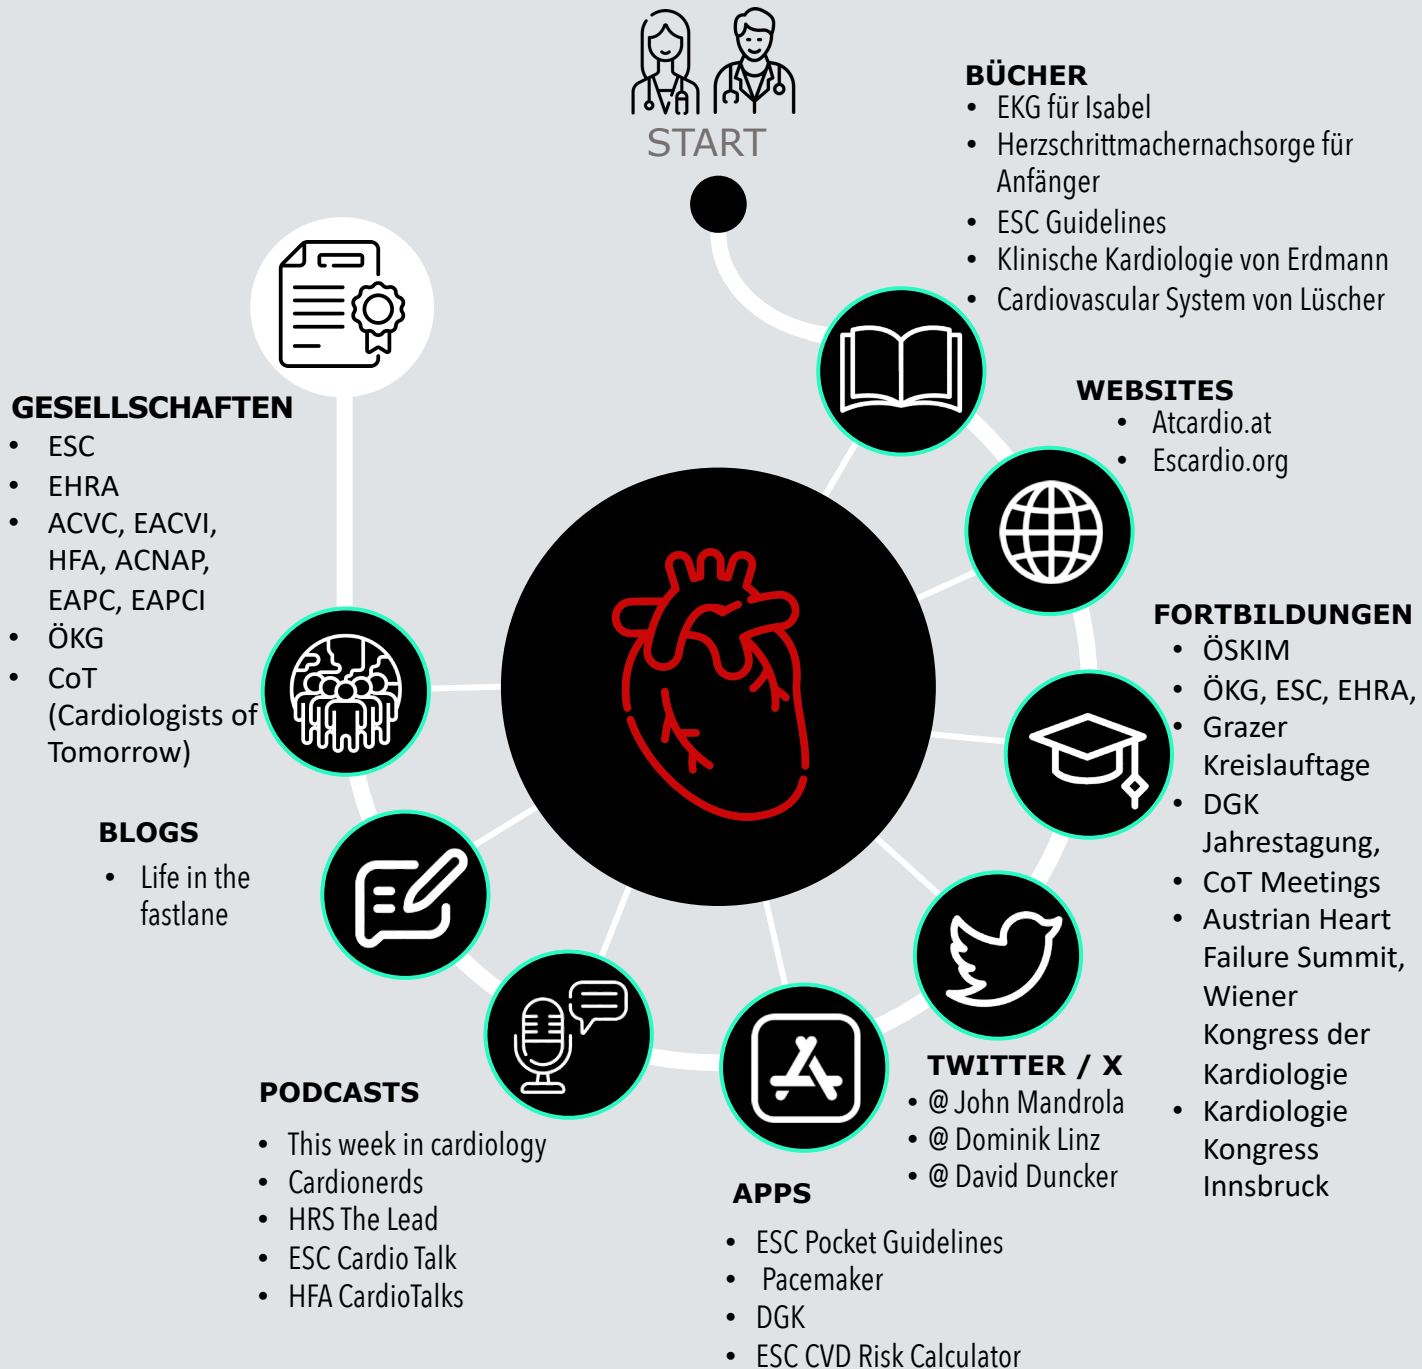 START
BÜCHER
• EKG für Isabel
• Herzschrittmachernachsorge für
Anfänger
• ESC Guidelines
• Klinische Kardiologie von Erdmann
• Cardiovascular System von Lüscher
WEBSITES
• Atcardio.at
• Escardio.org
FORTBILDUNGEN
• ÖSKIM
• ÖKG, ESC, EHRA,
• Grazer
Kreislauftage
• DGK
Jahrestagung,
• CoT Meetings
• Austrian Heart
Failure Summit,
Wiener
Kongress der
Kardiologie
• Kardiologie
Kongress
Innsbruck
TWITTER / X
• @ John Mandrola
• @ Dominik Linz
• @ David Duncker
APPS
• ESC Pocket Guidelines
• Pacemaker
• DGK
• ESC CVD Risk Calculator
PODCASTS
• This week in cardiology
• Cardionerds
• HRS The Lead
• ESC Cardio Talk
• HFA CardioTalks
BLOGS
• Life in the
fastlane
GESELLSCHAFTEN
• ESC
• EHRA
• ACVC, EACVI,
HFA, ACNAP,
EAPC, EAPCI
• ÖKG
• CoT
(Cardiologists of
Tomorrow)